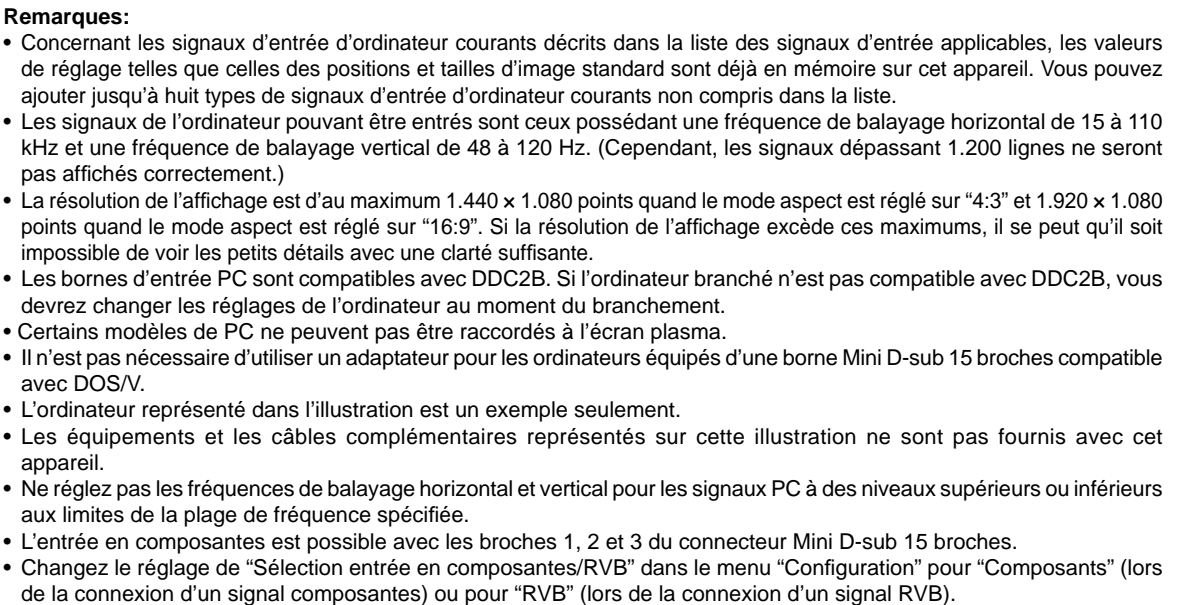 Remarques:
• Concernant les signaux d’entrée d’ordinateur courants décrits dans la liste des signaux d’entrée applicables, les valeurs
de réglage telles que celles des positions et tailles d’image standard sont déjà en mémoire sur cet appareil. Vous pouvez
ajouter jusqu’à huit types de signaux d’entrée d’ordinateur courants non compris dans la liste.
• Les signaux de l’ordinateur pouvant être entrés sont ceux possédant une fréquence de balayage horizontal de 15 à 110
kHz et une fréquence de balayage vertical de 48 à 120 Hz. (Cependant, les signaux dépassant 1.200 lignes ne seront
pas affichés correctement.)
• La résolution de l’affichage est d’au maximum 1.440 × 1.080 points quand le mode aspect est réglé sur “4:3” et 1.920 × 1.080
points quand le mode aspect est réglé sur “16:9”. Si la résolution de l’affichage excède ces maximums, il se peut qu’il soit
impossible de voir les petits détails avec une clarté suffisante.
• Les bornes d’entrée PC sont compatibles avec DDC2B. Si l’ordinateur branché n’est pas compatible avec DDC2B, vous
devrez changer les réglages de l’ordinateur au moment du branchement.
• Certains modèles de PC ne peuvent pas être raccordés à l’écran plasma.
• Il n’est pas nécessaire d’utiliser un adaptateur pour les ordinateurs équipés d’une borne Mini D-sub 15 broches compatible
avec DOS/V.
• L’ordinateur représenté dans l’illustration est un exemple seulement.
• Les équipements et les câbles complémentaires représentés sur cette illustration ne sont pas fournis avec cet
appareil.
• Ne réglez pas les fréquences de balayage horizontal et vertical pour les signaux PC à des niveaux supérieurs ou inférieurs
aux limites de la plage de fréquence spécifiée.
• L’entrée en composantes est possible avec les broches 1, 2 et 3 du connecteur Mini D-sub 15 broches.
• Changez le réglage de “Sélection entrée en composantes/RVB” dans le menu “Configuration” pour “Composants” (lors
de la connexion d’un signal composantes) ou pour “RVB” (lors de la connexion d’un signal RVB).